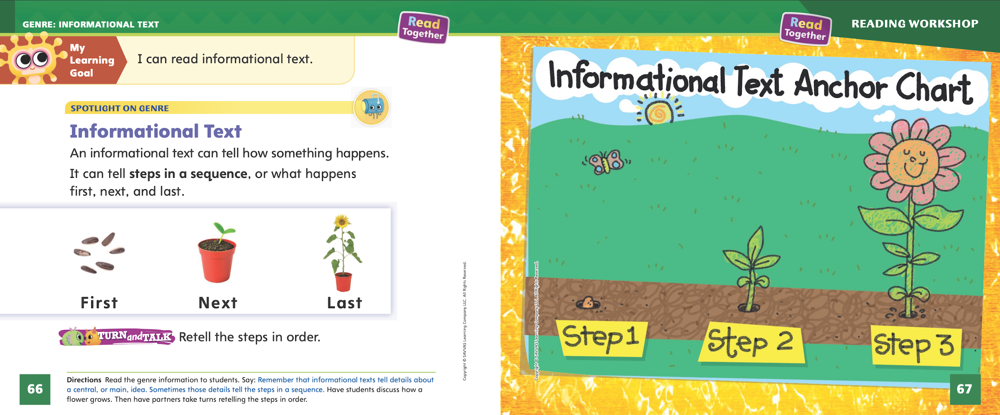 GENRE: INFORMATIONAL TEXT
Read
Together
My
Learning
Goal
I can read informational text.
SPOTLIGHT ON GENRE
Informational Text
An informational text can tell how something happens.
It can tell steps in a sequence, or what happens
first, next, and last.
First Next Last
TURN and TALK Retell the steps in order.
Directions Read the genre information to students. Say: Remember that informational texts tell details about
a central, or main, idea. Sometimes those details tell the steps in a sequence. Have students discuss how a
flower grows. Then have partners take turns retelling the steps in order.
66
Copyright © SAVVAS Learning Company LLC. All Rights Reserved.
Read
Together
READING WORKSHOP
Informational Text Anchor Chart
Step 1 Step 2 Step 3
Copyright © SAVVAS Learning Company LLC. All Rights Reserved.
67